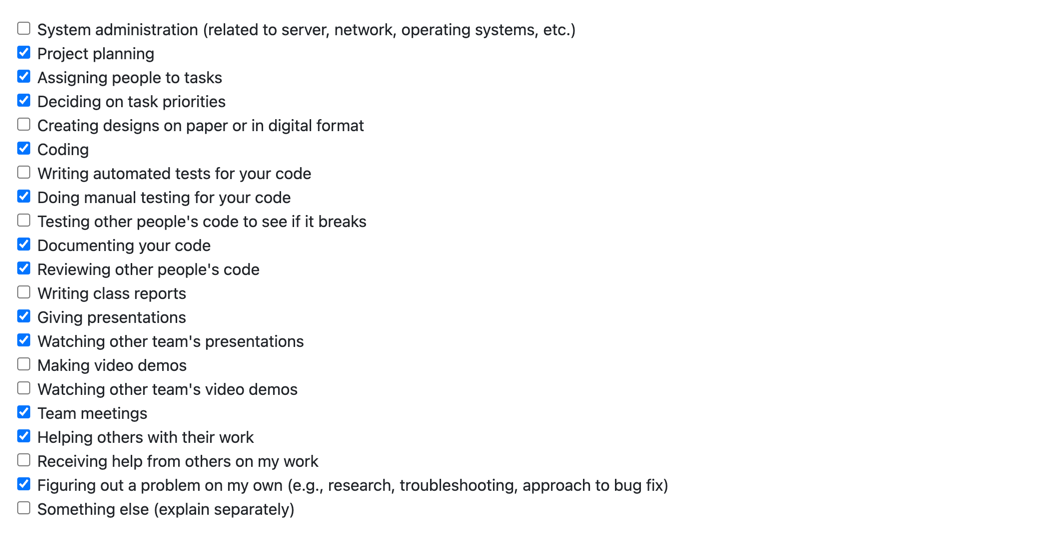 System administration (related to server, network, operating systems, etc.)
Project planning
Assigning people to tasks
Deciding on task priorities
Creating designs on paper or in digital format
Coding
Writing automated tests for your code
Doing manual testing for your code
Testing other people's code to see if it breaks
Documenting your code
Reviewing other people's code
Writing class reports
Giving presentations
Watching other team's presentations
Making video demos
Watching other team's video demos
Team meetings
Helping others with their work
Receiving help from others on my work
Figuring out a problem on my own (e.g., research, troubleshooting, approach to bug fix)
Something else (explain separately)